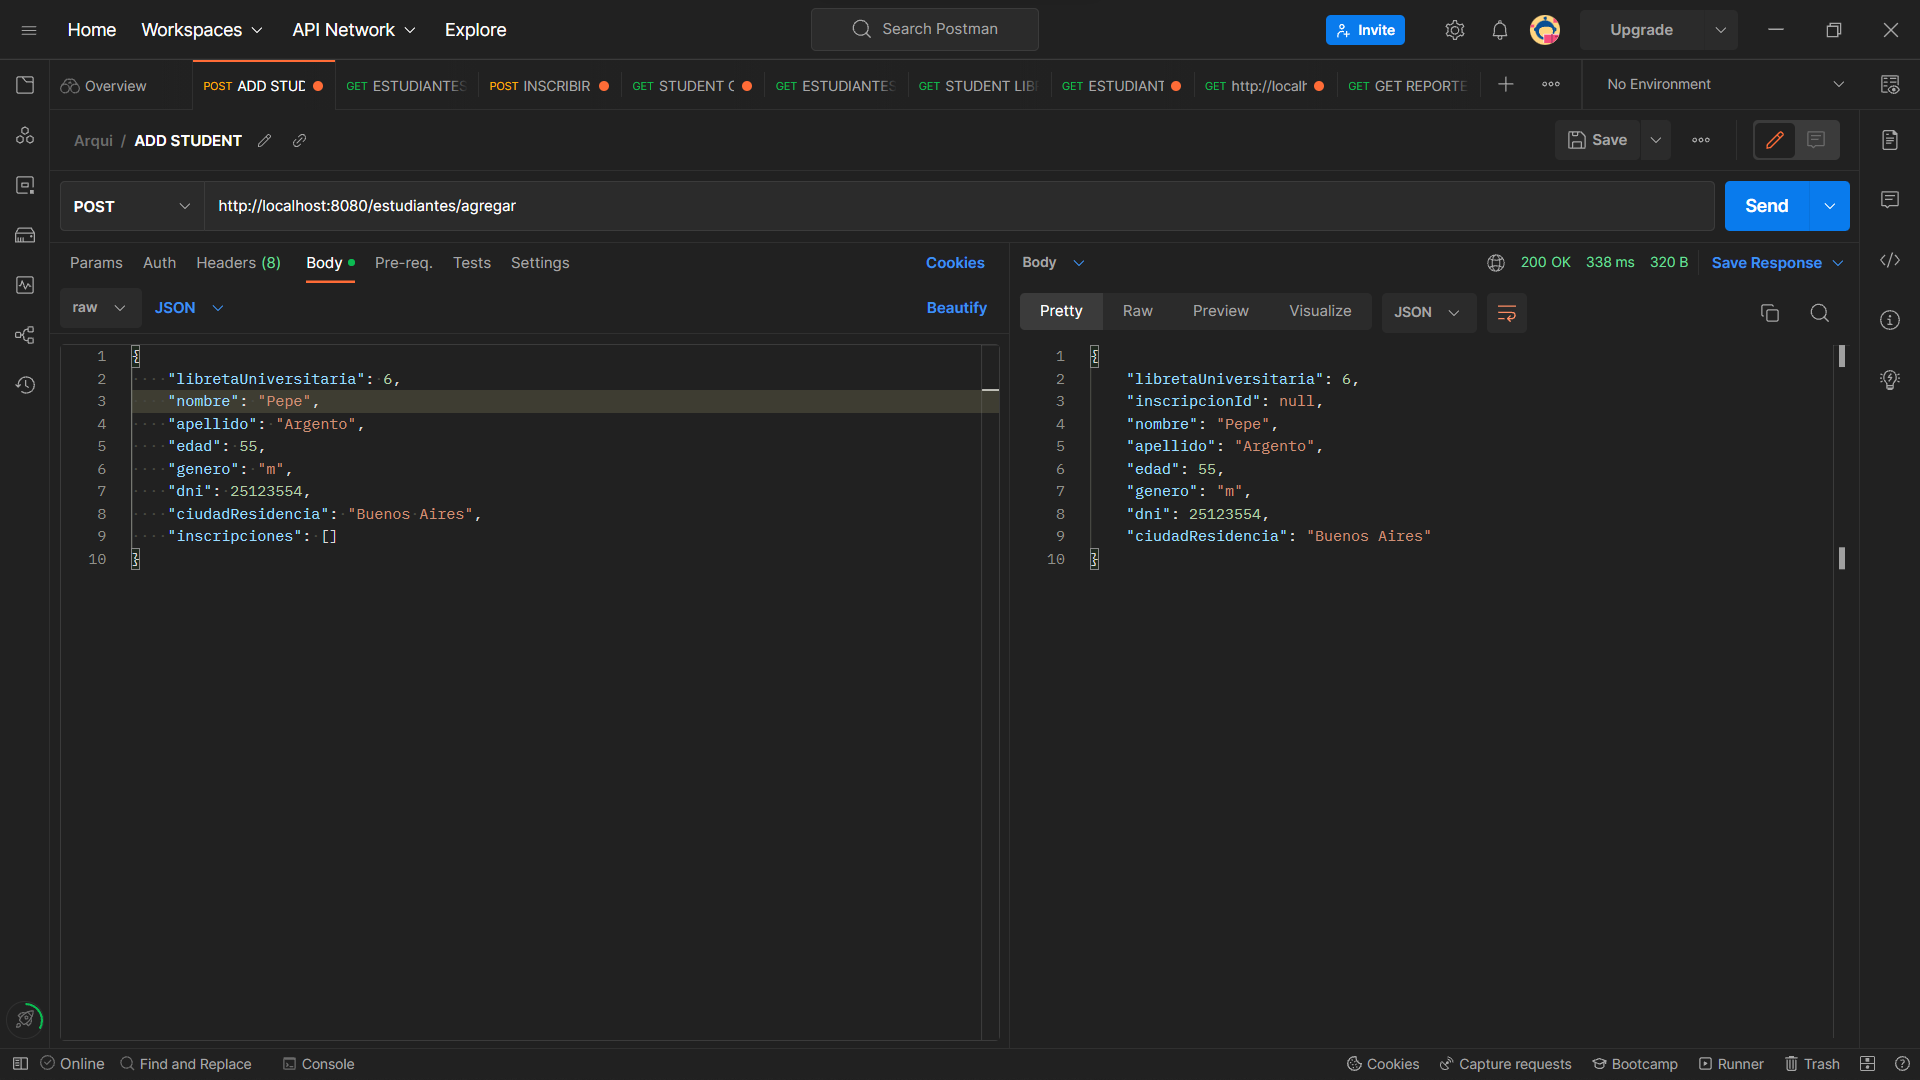 Home Workspaces API Network Explore Search Postman Invite Upgrade
Overview POST ADD STUD GET ESTUDIANTES POST INSCRIBIR GET STUDENT GET ESTUDIANTES GET STUDENT LIB GET ESTUDIANT GET http://local GET GET REPORTE No Environment
Arqui / ADD STUDENT Save
POST http://localhost:8080/estudiantes/agregar Send
Params Auth Headers (8) Body Pre-req. Tests Settings Cookies
raw JSON Beautify
1 {
2 "libretaUniversitaria": 6,
3 "nombre": "Pepe",
4 "apellido": "Argento",
5 "edad": 55,
6 "genero": "m",
7 "dni": 25123554,
8 "ciudadResidencia": "Buenos Aires",
9 "inscripciones": []
10 }
Body 200 OK 338 ms 320 B Save Response
Pretty Raw Preview Visualize JSON
1 {
2 "libretaUniversitaria": 6,
3 "inscripcionId": null,
4 "nombre": "Pepe",
5 "apellido": "Argento",
6 "edad": 55,
7 "genero": "m",
8 "dni": 25123554,
9 "ciudadResidencia": "Buenos Aires"
10 }
Online Find and Replace Console Cookies Capture requests Bootcamp Runner Trash